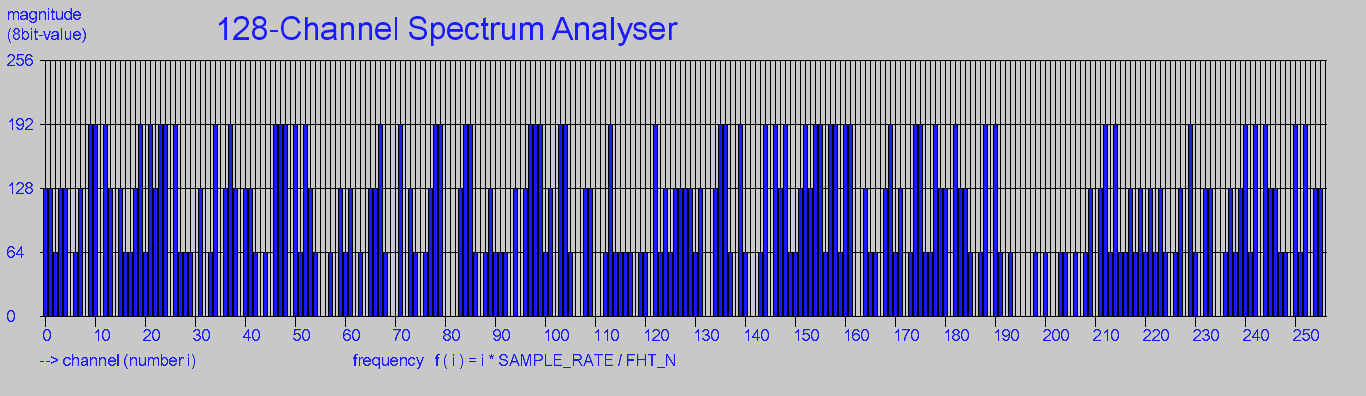 magnitude
(8bit-value)
128-Channel Spectrum Analyser
256
192
128
64
0
0 10 20 30 40 50 60 70 80 90 100 110 120 130 140 150 160 170 180 190 200 210 220 230 240 250
--> channel (number i)
frequency f ( i ) = i * SAMPLE_RATE / FHT_N